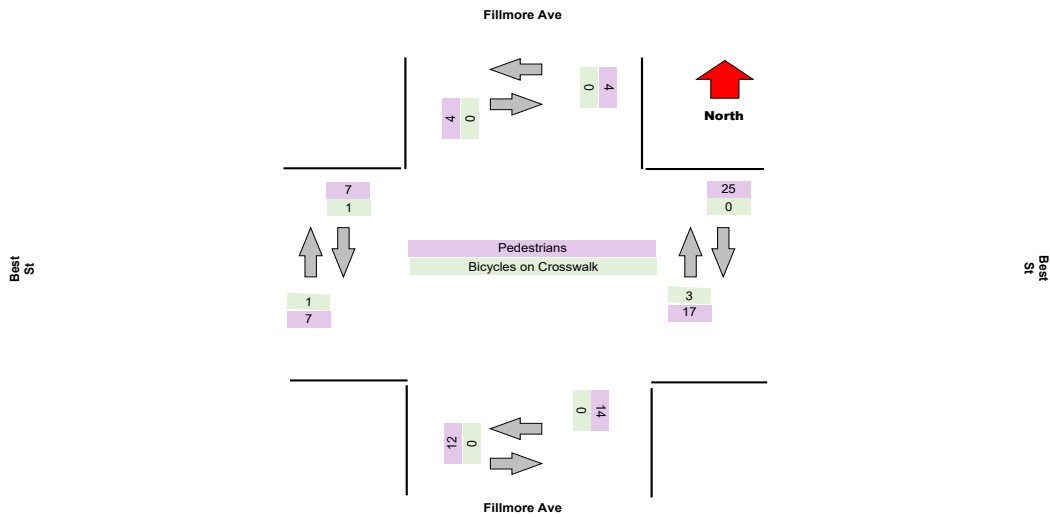 Fillmore Ave
0 4
4 0
North
7
1
25
0
Pedestrians
Bicycles on Crosswalk
Best
St
Best
St
1
7
3
17
0 14
12 0
Fillmore Ave